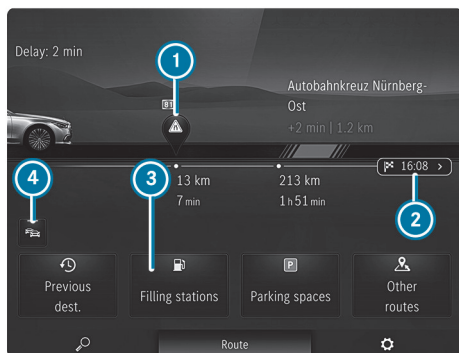 Delay: 2 min
1
Autobahnkreuz Nürnberg-
Ost
B1
+2 min | 1.2 km
16:08 >
4
3
13 km
213 km
2
7 min
1 h 51 min
P
Previous
dest.
Filling stations
Parking spaces
Other
routes
Route